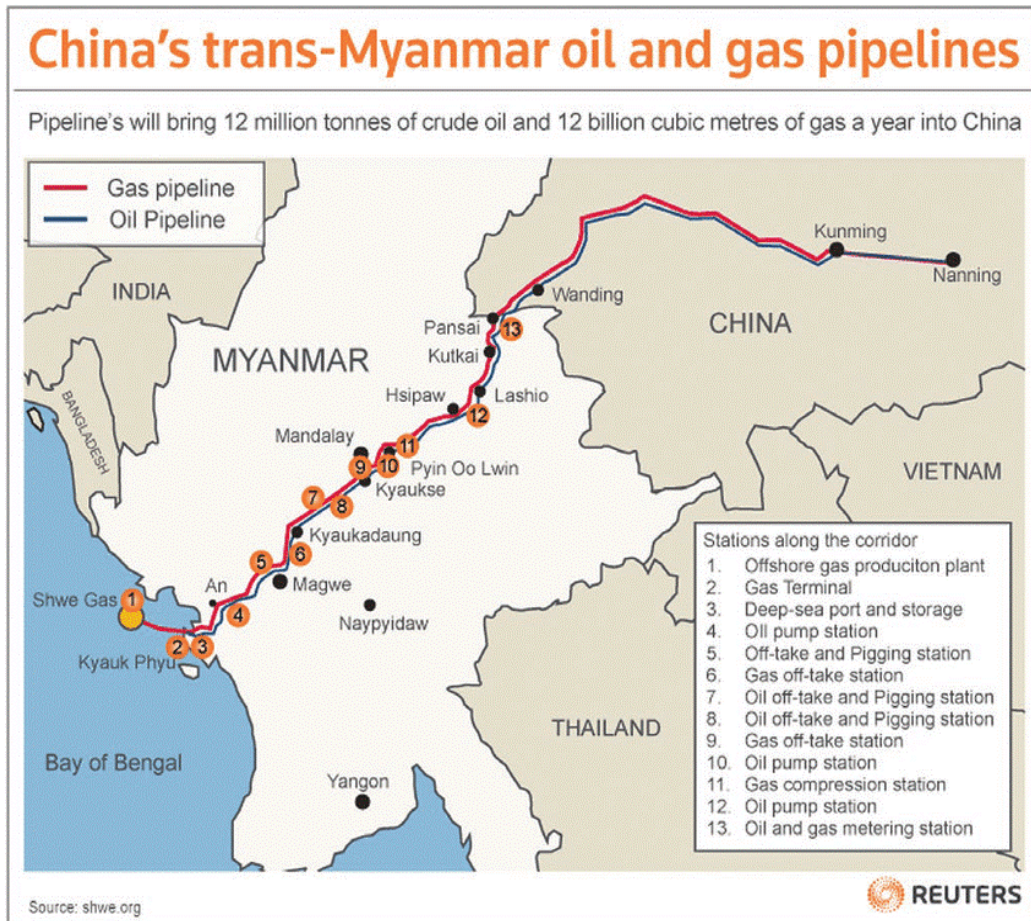 China's trans-Myanmar oil and gas pipelines
Pipeline's will bring 12 million tonnes of crude oil and 12 billion cubic metres of gas a year into China
Gas pipeline
Oil Pipeline
INDIA
BANGLADESH
MYANMAR
CHINA
VIETNAM
THAILAND
Kunming
Nanning
Wanding
Pansai
13
Kutkai
Hsipaw
Lashio
12
Mandalay
11
9
10
Pyin Oo Lwin
Kyaukse
7
8
Kyaukadaung
5
6
An
Magwe
Shwe Gas
1
4
Naypyidaw
2
3
Kyauk Phyu
Bay of Bengal
Yangon
Stations along the corridor
1. Offshore gas produciton plant
2. Gas Terminal
3. Deep-sea port and storage
4. Oll pump station
5. Off-take and Pigging station
6. Gas off-take station
7. Oil off-take and Pigging station
8. Oil off-take and Pigging station
9. Gas off-take station
10. Oil pump station
11. Gas compression station
12. Oil pump station
13. Oil and gas metering station
Source: shwe.org
REUTERS